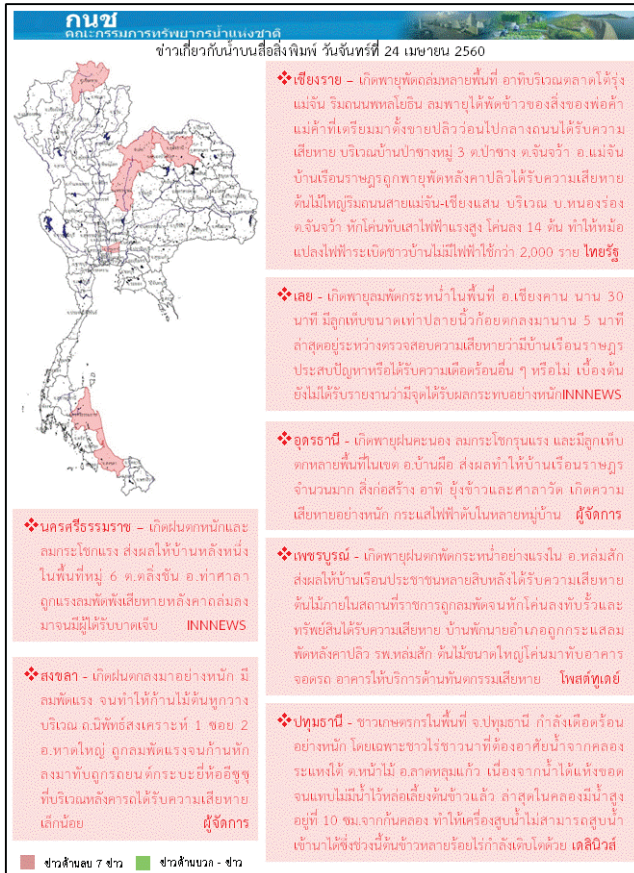 กนช
คณะกรรมการทรัพยากรน้ำแห่งชาติ
ข่าวเกี่ยวกับน้ำบนสื่อสิ่งพิมพ์ วันจันทร์ที่ 24 เมษายน 2560
❖เชียงราย – เกิดพายุพัดถล่มหลายพื้นที่ อาทิบริเวณตลาดโต้รุ่ง
แม่จัน ริมถนนพหลโยธิน ลมพายุได้พัดข้าวของสิ่งของพ่อค้า
แม่ค้าที่เตรียมมาตั้งขายปลิวว่อนไปกลางถนนได้รับความ
เสียหาย บริเวณบ้านป่าซางหมู่ 3 ต.ป่าซาง ต.จันจว้า อ.แม่จัน
บ้านเรือนราษฎรถูกพายุพัดหลังคาปลิวได้รับความเสียหาย
ต้นไม้ใหญ่ริมถนนสายแม่จัน-เชียงแสน บริเวณ บ.หนองร่อง
ต.จันจว้า หักโค่นทับเสาไฟฟ้าแรงสูง โค่นลง 14 ต้น ทำให้หม้อ
แปลงไฟฟ้าระเบิดชาวบ้านไม่มีไฟฟ้าใช้กว่า 2,000 ราย ไทยรัฐ
❖เลย - เกิดพายุลมพัดกระหน่ำในพื้นที่ อ.เชียงคาน นาน 30
นาที มีลูกเห็บขนาดเท่าปลายนิ้วก้อยตกลงมานาน 5 นาที
ล่าสุดอยู่ระหว่างตรวจสอบความเสียหายว่ามีบ้านเรือนราษฎร
ประสบปัญหาหรือได้รับความเดือดร้อนอื่น ๆ หรือไม่ เบื้องต้น
ยังไม่ได้รับรายงานว่ามีจุดได้รับผลกระทบอย่างหนักINNNEWS
❖อุดรธานี - เกิดพายุฝนคะนอง ลมกระโชกรุนแรง และมีลูกเห็บ
ตกหลายพื้นที่ในเขต อ.บ้านผือ ส่งผลทำให้บ้านเรือนราษฎร
จำนวนมาก สิ่งก่อสร้าง อาทิ ยุ้งข้าวและศาลาวัด เกิดความ
เสียหายอย่างหนัก กระแสไฟฟ้าดับในหลายหมู่บ้าน ผู้จัดการ
❖นครศรีธรรมราช – เกิดฝนตกหนักและ
ลมกระโชกแรง ส่งผลให้บ้านหลังหนึ่ง
ในพื้นที่หมู่ 6 ต.ตลิ่งชัน อ.ท่าศาลา
ถูกแรงลมพัดพังเสียหายหลังคาถล่มลง
มาจนมีผู้ได้รับบาดเจ็บ INNNEWS
❖เพชรบูรณ์ - เกิดพายุฝนตกพัดกระหน่ำอย่างแรงใน อ.หล่มสัก
ส่งผลให้บ้านเรือนประชาชนหลายสิบหลังได้รับความเสียหาย
ต้นไม้ภายในสถานที่ราชการถูกลมพัดจนหักโค่นลงทับรั้วและ
ทรัพย์สินได้รับความเสียหาย บ้านพักนายอำเภอถูกกระแสลม
พัดหลังคาปลิว รพ.หล่มสัก ต้นไม้ขนาดใหญ่โค่นมาทับอาคาร
จอดรถ อาคารให้บริการด้านทันตกรรมเสียหาย โพสต์ทูเดย์
❖สงขลา - เกิดฝนตกลงมาอย่างหนัก มี
ลมพัดแรง จนทำให้ก้านไม้ต้นหูกวาง
บริเวณ ถ.นิพัทธ์สงเคราะห์ 1 ซอย 2
อ.หาดใหญ่ ถูกลมพัดแรงจนก้านหัก
ลงมาทับถูกรถยนต์กระบะยี่ห้ออีซูซุ
ที่บริเวณหลังคารถได้รับความเสียหาย
เล็กน้อย ผู้จัดการ
❖ปทุมธานี - ชาวเกษตรกรในพื้นที่ จ.ปทุมธานี กำลังเดือดร้อน
อย่างหนัก โดยเฉพาะชาวไร่ชาวนาที่ต้องอาศัยน้ำจากคลอง
ระแหงใต้ ต.หน้าไม้ อ.ลาดหลุมแก้ว เนื่องจากน้ำได้แห้งขอด
จนแทบไม่มีน้ำไว้หล่อเลี้ยงต้นข้าวแล้ว ล่าสุดในคลองมีน้ำสูง
อยู่ที่ 10 ซม.จากก้นคลอง ทำให้เครื่องสูบน้ำไม่สามารถสูบน้ำ
เข้านาได้ซึ่งช่วงนี้ต้นข้าวหลายร้อยไร่กำลังเติบโตด้วย เดลินิวส์
ข่าวด้านลบ 7 ข่าว ข่าวด้านบวก - ข่าว